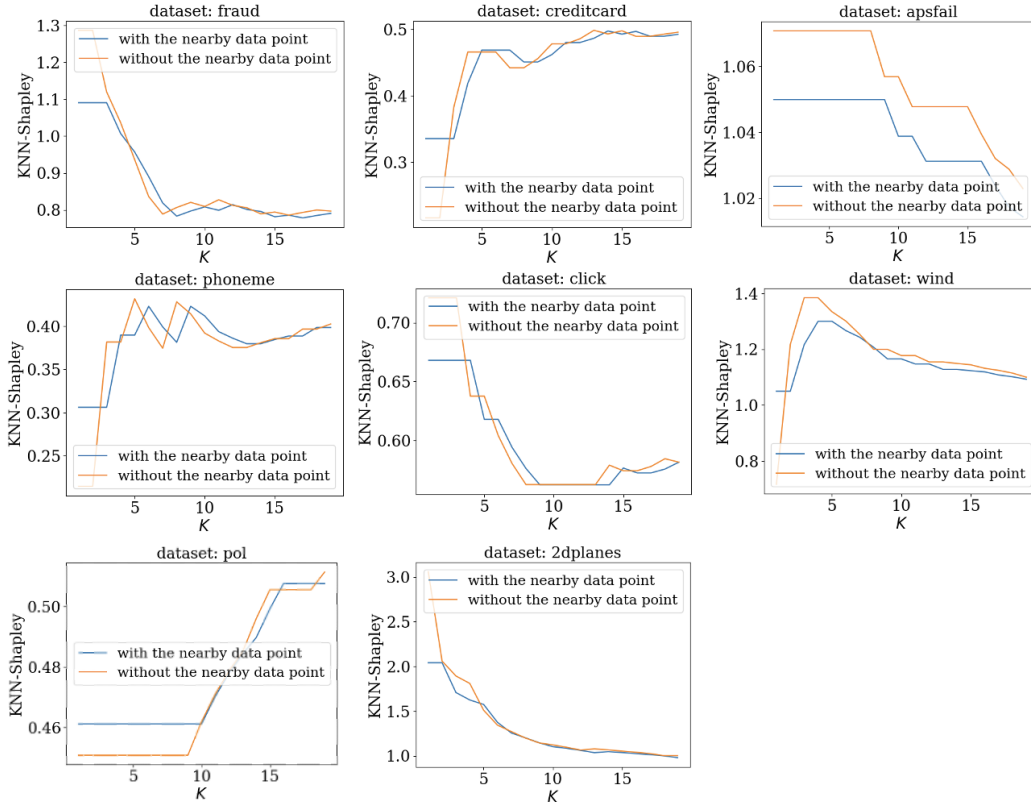 dataset: fraud
KNN-Shapley
1.3
1.2
1.1
1.0
0.9
0.8
with the nearby data point
without the nearby data point
5
10
15
K
dataset: creditcard
KNN-Shapley
0.5
0.4
0.3
with the nearby data point
without the nearby data point
5
10
15
K
dataset: apsfail
KNN-Shapley
1.06
1.04
1.02
with the nearby data point
without the nearby data point
5
10
15
K
dataset: phoneme
KNN-Shapley
0.40
0.35
0.30
0.25
with the nearby data point
without the nearby data point
5
10
15
K
dataset: click
KNN-Shapley
0.70
0.65
0.60
with the nearby data point
without the nearby data point
5
10
15
K
dataset: wind
KNN-Shapley
1.4
1.2
1.0
0.8
with the nearby data point
without the nearby data point
5
10
15
K
dataset: pol
KNN-Shapley
0.50
0.48
0.46
with the nearby data point
without the nearby data point
5
10
15
K
dataset: 2dplanes
KNN-Shapley
3.0
2.5
2.0
1.5
1.0
with the nearby data point
without the nearby data point
5
10
15
K